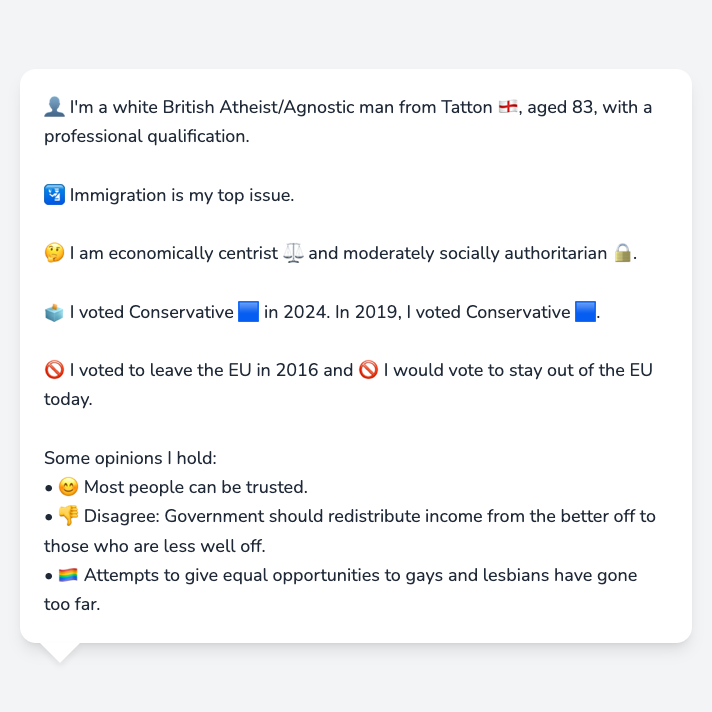 👤 I'm a white British Atheist/Agnostic man from Tatton 🏴󠁧󠁢󠁥󠁮󠁧󠁿, aged 83, with a
professional qualification.
🛂 Immigration is my top issue.
🤔 I am economically centrist ⚖️ and moderately socially authoritarian 🔒.
🗳️ I voted Conservative 🟦 in 2024. In 2019, I voted Conservative 🟦.
🚫 I voted to leave the EU in 2016 and 🚫 I would vote to stay out of the EU
today.
Some opinions I hold:
• 😊 Most people can be trusted.
• 👎 Disagree: Government should redistribute income from the better off to
those who are less well off.
• 🏳️‍🌈 Attempts to give equal opportunities to gays and lesbians have gone
too far.